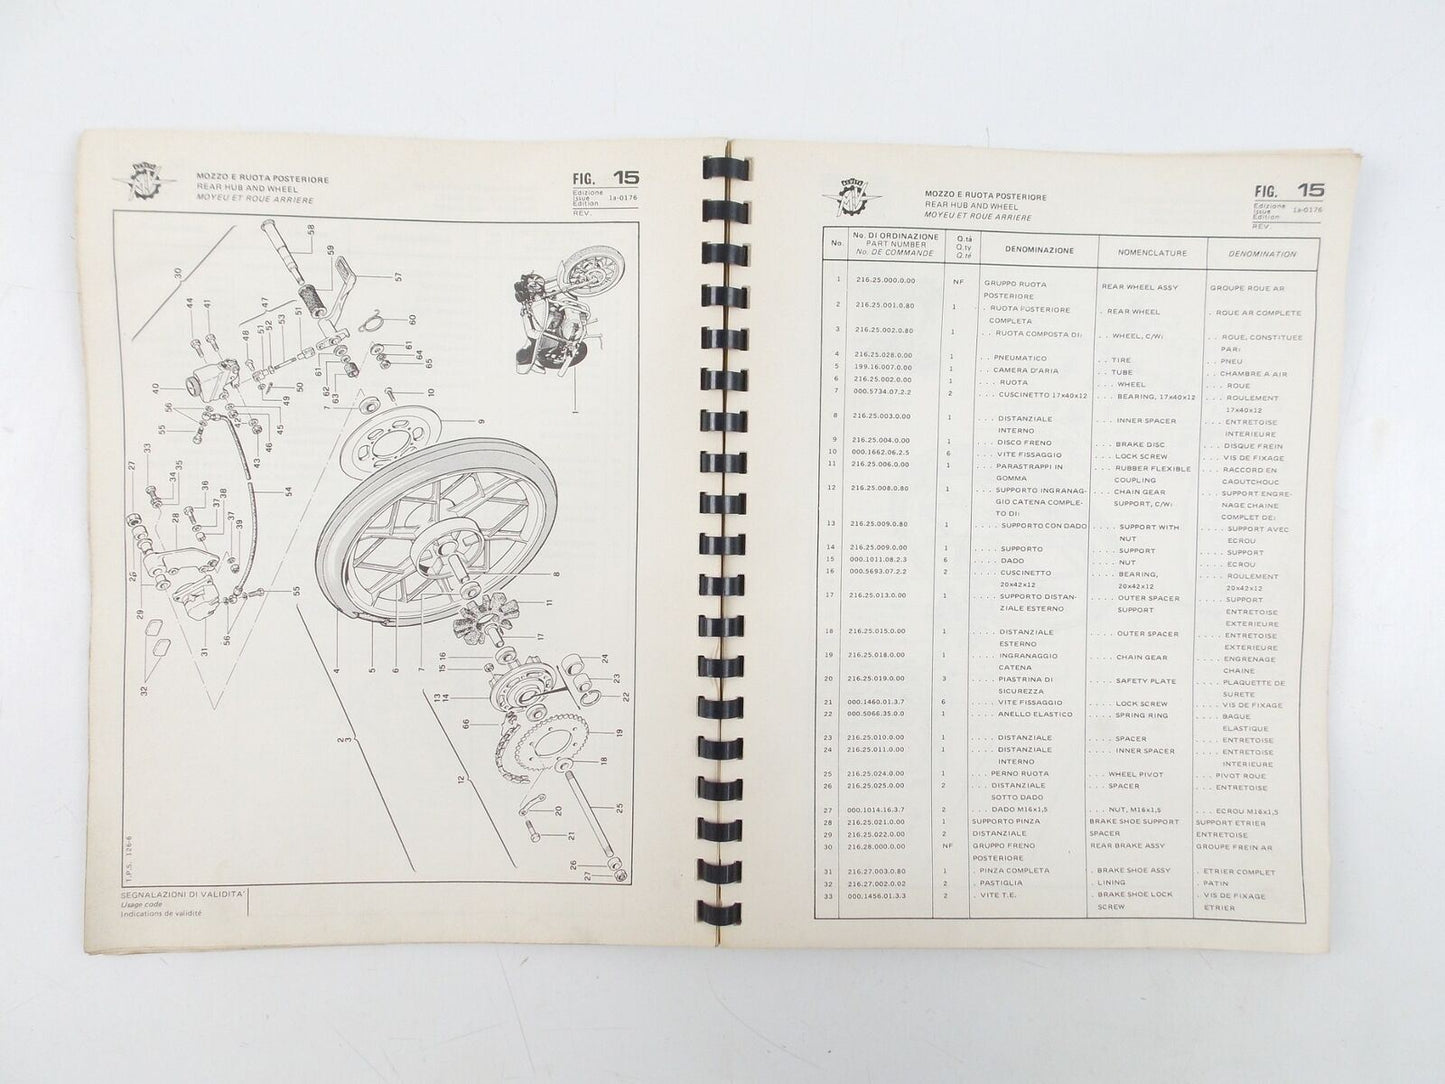 MOZZO E RUOTA POSTERIORE
REAR HUB AND WHEEL
MOYEU ET ROUE ARRIERE
FIG. 15
Edizione
Issue 1a-0176
Edition
REV.
T.P.S. 126-6
SEGNALAZIONI DI VALIDITA'
Usage code
Indications de validité
MOZZO E RUOTA POSTERIORE
REAR HUB AND WHEEL
MOYEU ET ROUE ARRIERE
FIG. 15
Edizione
Issue 1a-0176
Edition
REV.
No. No. DI ORDINAZIONE Q.tà DENOMINAZIONE NOMENCLATURE DENOMINATION
PART NUMBER Q.ty
No. DE COMMANDE Q.té
1 216.25.000.0.00 NF GRUPPO RUOTA REAR WHEEL ASSY GROUPE ROUE AR
POSTERIORE
2 216.25.001.0.80 1 . RUOTA POSTERIORE . REAR WHEEL . ROUE AR COMPLETE
COMPLETA
3 216.25.002.0.80 1 . . RUOTA COMPOSTA DI: . . WHEEL, C/W: . . ROUE, CONSTITUEE
PAR:
4 216.25.028.0.00 1 . . PNEUMATICO . . TIRE . . PNEU
5 199.16.007.0.00 1 . . CAMERA D'ARIA . . TUBE . . CHAMBRE A AIR
6 216.25.002.0.00 1 . . . RUOTA . . . WHEEL . . . ROUE
7 000.5734.07.2.2 2 . . . CUSCINETTO 17x40x12 . . . BEARING, 17x40x12 . . . ROULEMENT
17x40x12
8 216.25.003.0.00 1 . . . DISTANZIALE . . . INNER SPACER . . . ENTRETOISE
INTERNO INTERIEURE
9 216.25.004.0.00 1 . . . DISCO FRENO . . . BRAKE DISC . . . DISQUE FREIN
10 000.1662.06.2.5 6 . . . VITE FISSAGGIO . . . LOCK SCREW . . . VIS DE FIXAGE
11 216.25.006.0.00 1 . . . PARASTRAPPI IN . . . RUBBER FLEXIBLE . . . RACCORD EN
GOMMA COUPLING CAOUTCHOUC
12 216.25.008.0.80 1 . . . SUPPORTO INGRANAG- . . . CHAIN GEAR . . . SUPPORT ENGRE-
GIO CATENA COMPLE- SUPPORT, C/W: NAGE CHAINE
TO DI: COMPLET DE:
13 216.25.009.0.80 1 . . . . SUPPORTO CON DADO . . . . SUPPORT WITH . . . . SUPPORT AVEC
NUT ECROU
14 216.25.009.0.00 1 . . . . SUPPORTO . . . . SUPPORT . . . . SUPPORT
15 000.1011.08.2.3 6 . . . . DADO . . . . NUT . . . . ECROU
16 000.5693.07.2.2 2 . . . . CUSCINETTO . . . . BEARING, . . . . ROULEMENT
20x42x12 20x42x12 20x42x12
17 216.25.013.0.00 1 . . . . SUPPORTO DISTAN- . . . . OUTER SPACER . . . . SUPPORT
ZIALE ESTERNO SUPPORT ENTRETOISE
EXTERIEURE
18 216.25.015.0.00 1 . . . . DISTANZIALE . . . . OUTER SPACER . . . . ENTRETOISE
ESTERNO EXTERIEURE
19 216.25.018.0.00 1 . . . . INGRANAGGIO . . . . CHAIN GEAR . . . . ENGRENAGE
CATENA CHAINE
20 216.25.019.0.00 3 . . . . PIASTRINA DI . . . . SAFETY PLATE . . . . PLAQUETTE DE
SICUREZZA SURETE
21 000.1460.01.3.7 6 . . . . VITE FISSAGGIO . . . . LOCK SCREW . . . . VIS DE FIXAGE
22 000.5066.35.0.0 1 . . . . ANELLO ELASTICO . . . . SPRING RING . . . . BAGUE
ELASTIQUE
23 216.25.010.0.00 1 . . . . DISTANZIALE . . . . SPACER . . . . ENTRETOISE
24 216.25.011.0.00 1 . . . . DISTANZIALE . . . . INNER SPACER . . . . ENTRETOISE
INTERNO INTERIEURE
25 216.25.024.0.00 1 . . . PERNO RUOTA . . . WHEEL PIVOT . . . PIVOT ROUE
26 216.25.025.0.00 2 . . . DISTANZIALE . . . SPACER . . . ENTRETOISE
SOTTO DADO
27 000.1014.16.3.7 2 . . . DADO M16x1,5 . . . NUT, M16x1,5 . . . ECROU M16x1,5
28 216.25.021.0.00 1 SUPPORTO PINZA BRAKE SHOE SUPPORT SUPPORT ETRIER
29 216.25.022.0.00 2 DISTANZIALE SPACER ENTRETOISE
30 216.28.000.0.00 NF GRUPPO FRENO REAR BRAKE ASSY GROUPE FREIN AR
POSTERIORE
31 216.27.003.0.80 1 . PINZA COMPLETA . BRAKE SHOE ASSY . ETRIER COMPLET
32 216.27.002.0.02 2 . PASTIGLIA . LINING . PATIN
33 000.1456.01.3.3 2 . VITE T.E. . BRAKE SHOE LOCK . VIS DE FIXAGE
SCREW ETRIER